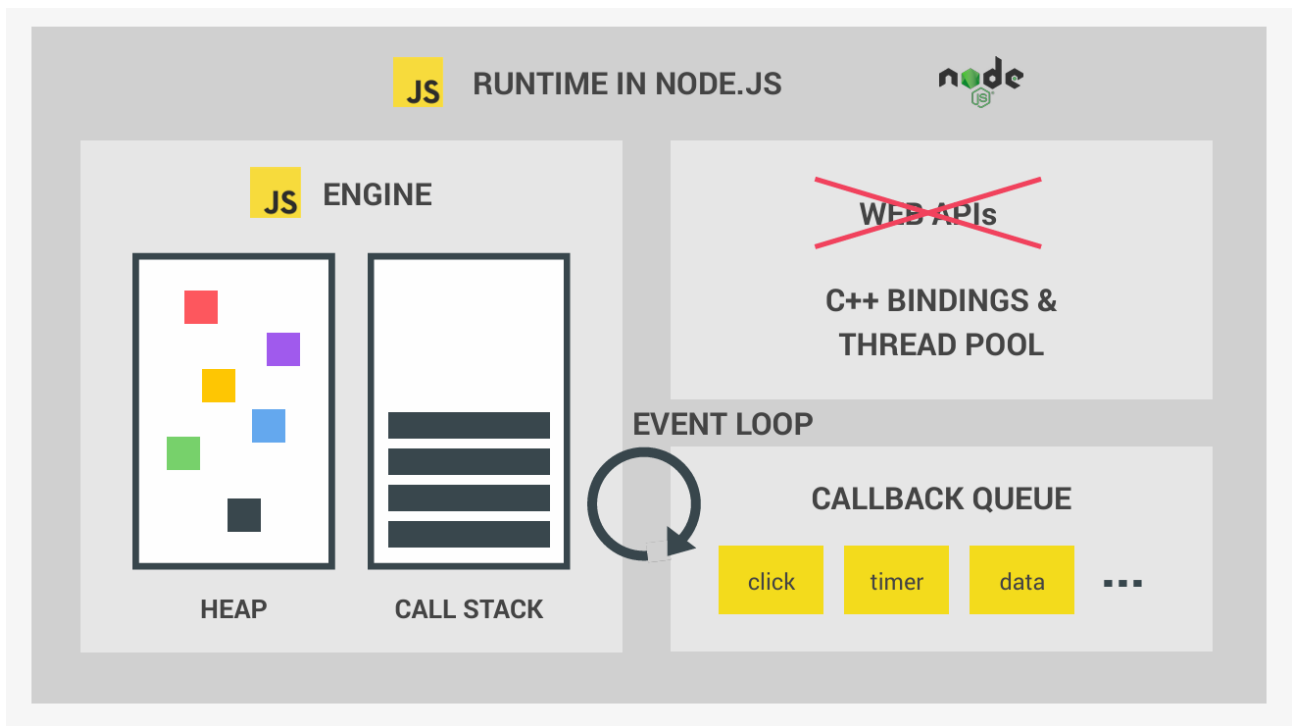 JS RUNTIME IN NODE.JS
node
JS
JS ENGINE
HEAP
CALL STACK
WEB APIs
C++ BINDINGS &
THREAD POOL
EVENT LOOP
CALLBACK QUEUE
click timer data ...